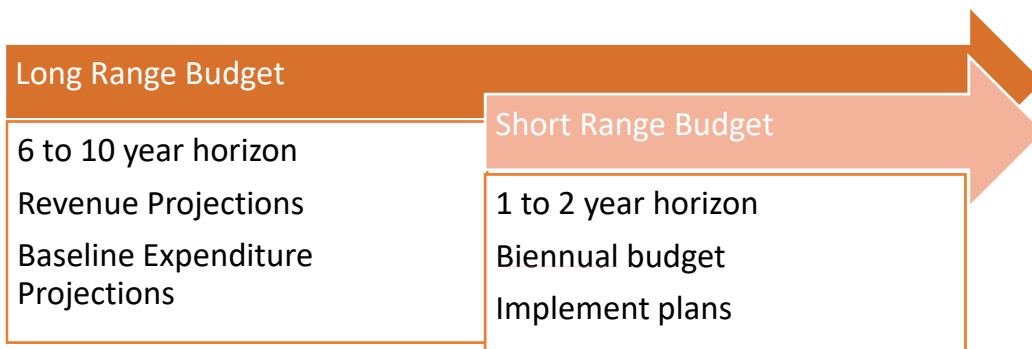 Long Range Budget
6 to 10 year horizon
Revenue Projections
Baseline Expenditure
Projections
Short Range Budget
1 to 2 year horizon
Biennual budget
Implement plans